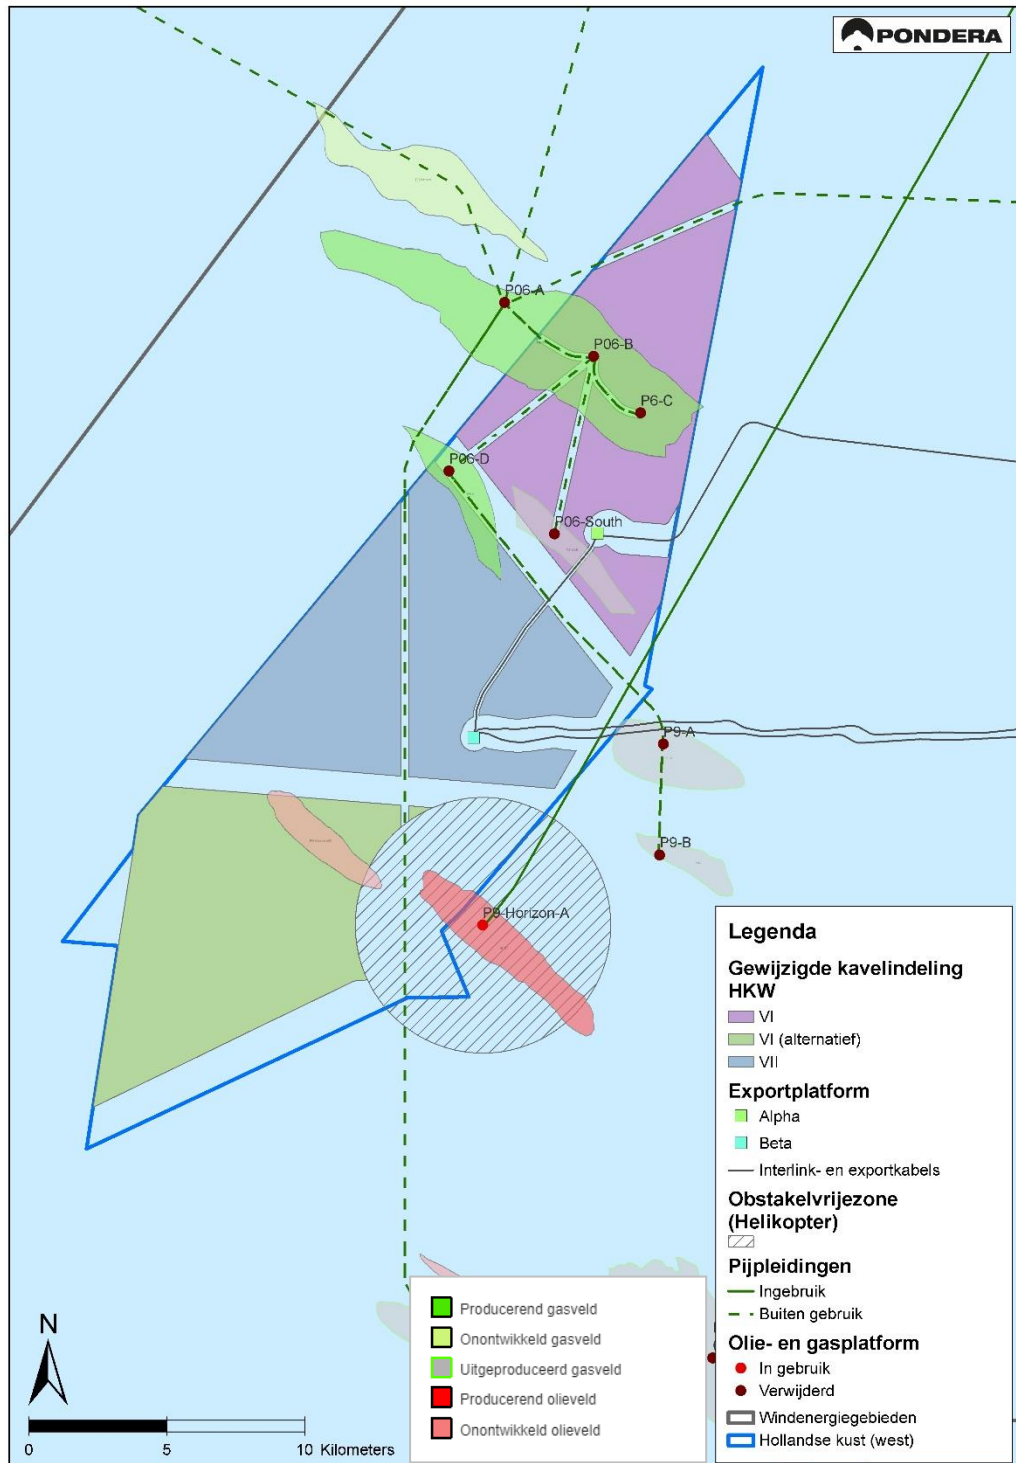 PONDERA
P06-A
P06-B
P6-C
P06-D
P06-South
P9-A
P9-B
P9-Horizon-A
Legenda
Gewijzigde kavelindeling
HKW
VI
VI (alternatief)
VII
Exportplatform
Alpha
Beta
Interlink- en exportkabels
Obstakelvrijezone
(Helikopter)
Pijpleidingen
Ingebruik
Buiten gebruik
Olie- en gasplatform
In gebruik
Verwijderd
Windenergiegebieden
Hollandse kust (west)
Producerend gasveld
Onontwikkeld gasveld
Uitgeproduceerd gasveld
Producerend olieveld
Onontwikkeld olieveld
N
0 5 10 Kilometers